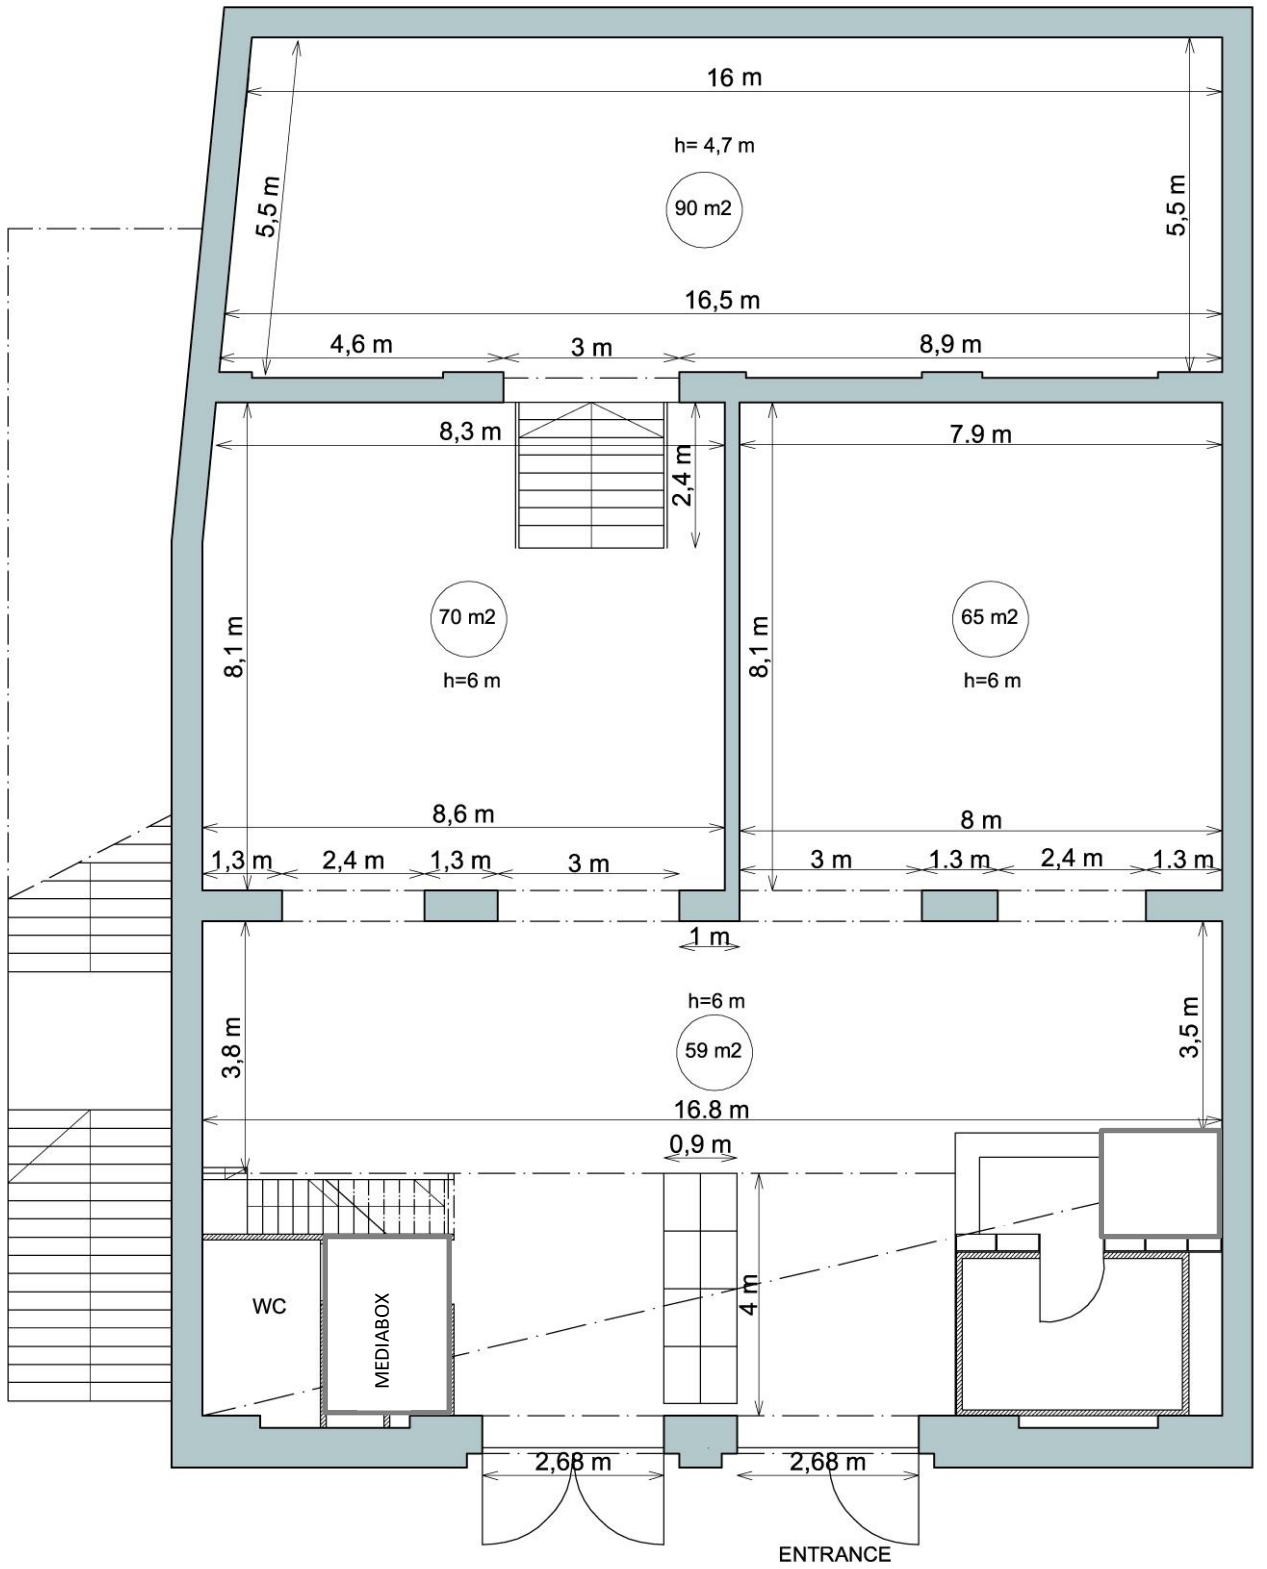 16 m
h= 4,7 m
5,5 m
90 m2
5,5 m
16,5 m
4,6 m
3 m
8,9 m
8,3 m
7.9 m
2,4 m
70 m2
65 m2
8,1 m
8,1 m
h=6 m
h=6 m
8,6 m
8 m
1,3 m
2,4 m
1,3 m
3 m
3 m
1.3 m
2,4 m
1.3 m
1 m
h=6 m
3,8 m
59 m2
3,5 m
16.8 m
0,9 m
4 m
WC
MEDIABOX
2,68 m
2,68 m
ENTRANCE